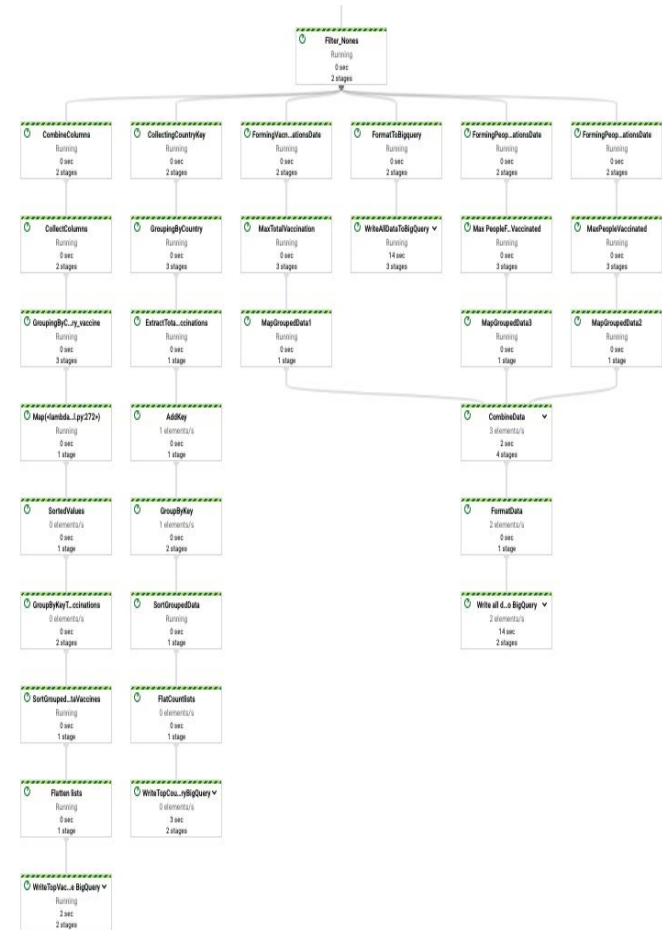 Filter_Nones
Running
0 sec
2 stages
CombineColumns
Running
0 sec
2 stages
CollectingCountryKey
Running
0 sec
2 stages
FormingVacn...ationsDate
Running
0 sec
2 stages
FormatToBigquery
Running
0 sec
2 stages
FormingPeop...ationsDate
Running
0 sec
2 stages
FormingPeop...ationsDate
Running
0 sec
2 stages
CollectColumns
Running
0 sec
2 stages
GroupingByCountry
Running
0 sec
3 stages
MaxTotalVaccination
Running
0 sec
3 stages
WriteAllDataToBigQuery
Running
14 sec
3 stages
Max PeopleF...Vaccinated
Running
0 sec
3 stages
MaxPeopleVaccinated
Running
0 sec
3 stages
GroupingByC...ry_vaccine
Running
0 sec
3 stages
ExtractTota...ccinations
Running
0 sec
1 stage
MapGroupedData1
Running
0 sec
1 stage
MapGroupedData3
Running
0 sec
1 stage
MapGroupedData2
Running
0 sec
1 stage
Map(<lambda...l.py:272>)
Running
0 sec
1 stage
AddKey
1 elements/s
0 sec
1 stage
CombineData
3 elements/s
2 sec
4 stages
SortedValues
0 elements/s
0 sec
1 stage
GroupByKey
1 elements/s
0 sec
2 stages
FormatData
2 elements/s
0 sec
1 stage
GroupByKeyT...ccinations
0 elements/s
0 sec
2 stages
SortGroupedData
Running
0 sec
1 stage
Write all d...o BigQuery
2 elements/s
14 sec
2 stages
SortGrouped...taVaccines
Running
0 sec
1 stage
FlatCountlists
0 elements/s
0 sec
1 stage
Flatten lists
Running
0 sec
1 stage
WriteTopCou...ryBigQuery
0 elements/s
3 sec
2 stages
WriteTopVac...e BigQuery
Running
2 sec
2 stages